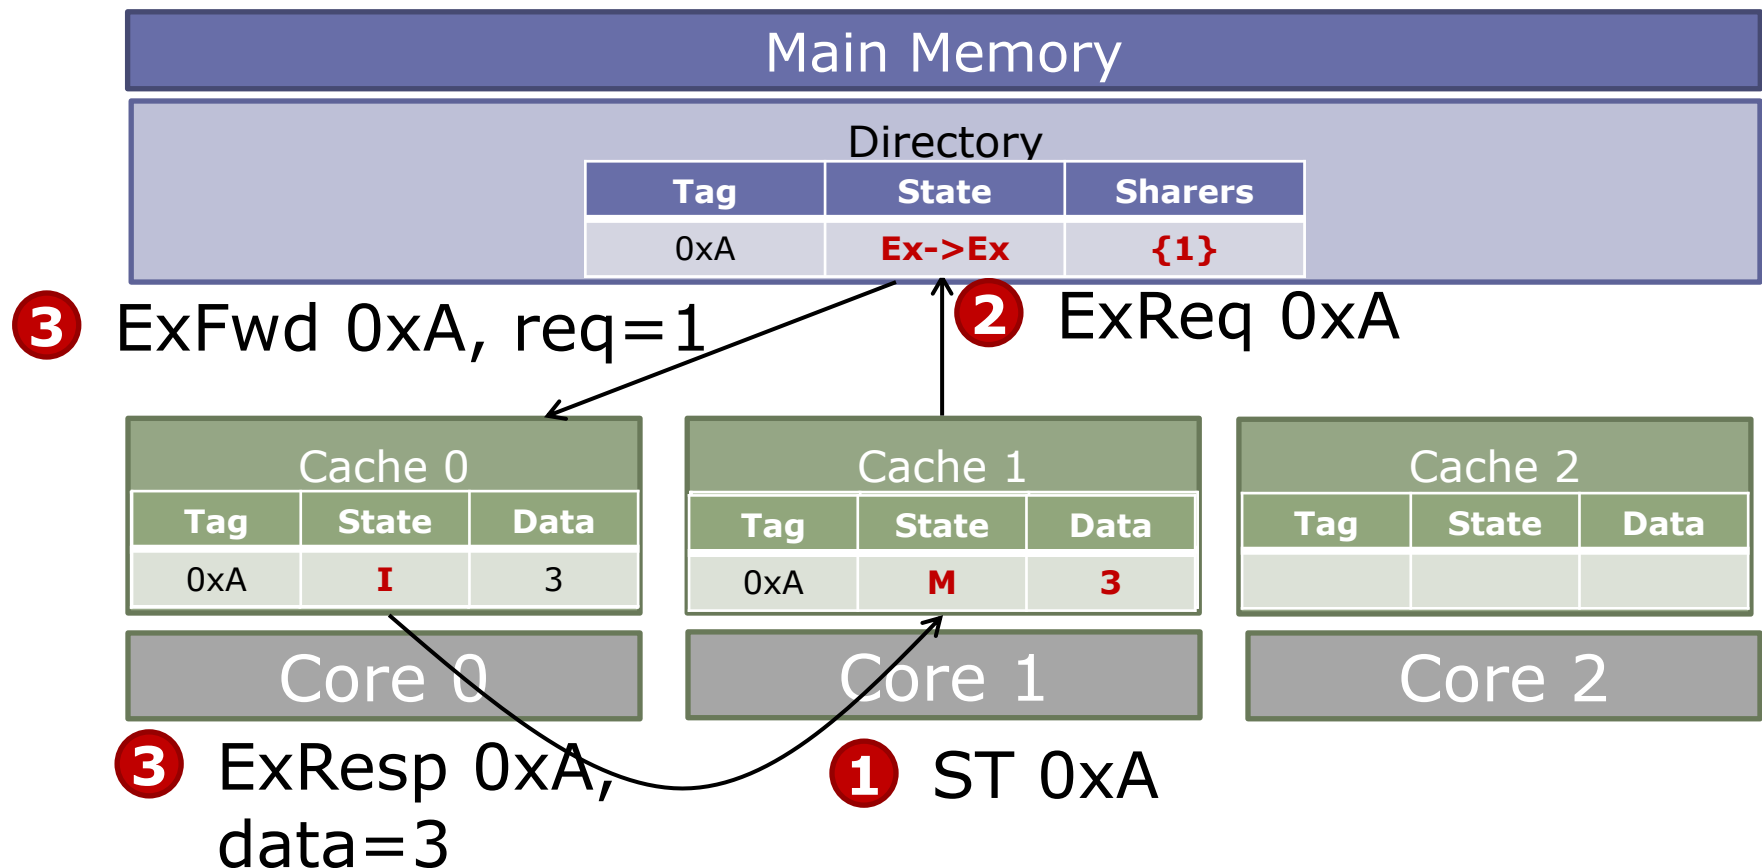 Main Memory
Directory
Tag State Sharers
0xA Ex->Ex {1}
3 ExFwd 0xA, req=1
2 ExReq 0xA
Cache 0
Tag State Data
0xA I 3
Cache 1
Tag State Data
0xA M 3
Cache 2
Tag State Data
Core 0
Core 1
Core 2
3 ExResp 0xA,
data=3
1 ST 0xA